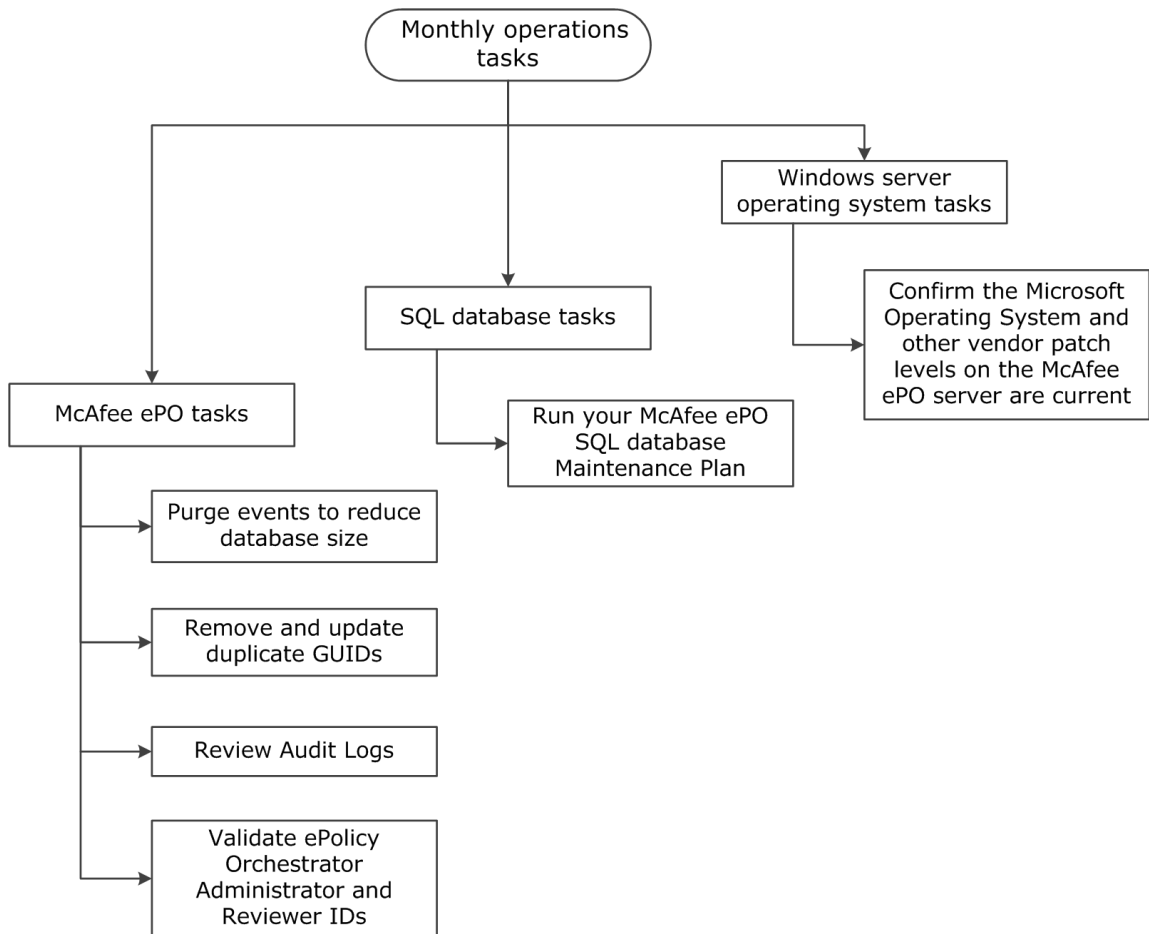 Monthly operations
tasks
Windows server
operating system tasks
Confirm the Microsoft
Operating System and
other vendor patch
levels on the McAfee
ePO server are current
SQL database tasks
Run your McAfee ePO
SQL database
Maintenance Plan
McAfee ePO tasks
Purge events to reduce
database size
Remove and update
duplicate GUIDs
Review Audit Logs
Validate ePolicy
Orchestrator
Administrator and
Reviewer IDs